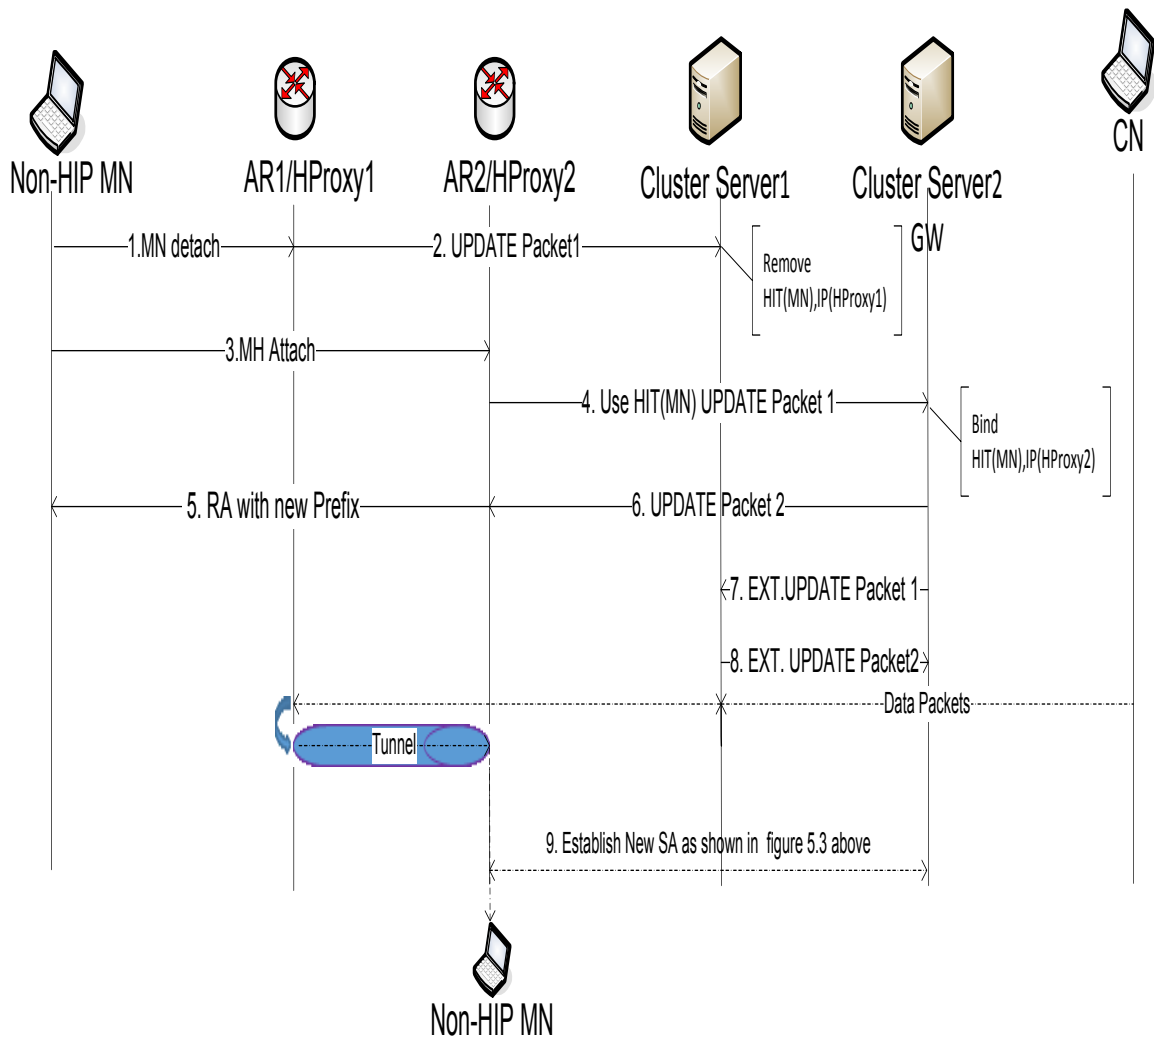 CN
Non-HIP MN
AR1/HProxy1
AR2/HProxy2
Cluster Server1
Cluster Server2
GW
1.MN detach
2. UPDATE Packet1
Remove
HIT(MN),IP(HProxy1)
3.MH Attach
4. Use HIT(MN) UPDATE Packet 1
Bind
HIT(MN),IP(HProxy2)
5. RA with new Prefix
6. UPDATE Packet 2
7. EXT.UPDATE Packet 1
8. EXT. UPDATE Packet2
Data Packets
Tunnel
9. Establish New SA as shown in figure 5.3 above
Non-HIP MN